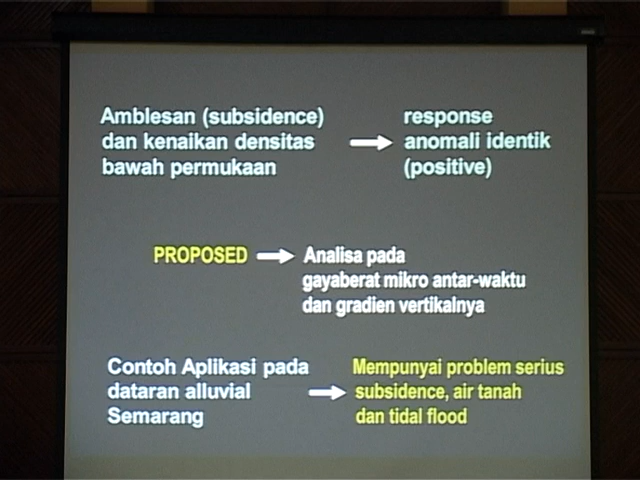 Amblesan (subsidence)
dan kenaikan densitas
bawah permukaan
response
anomali identik
(positive)
PROPOSED
Analisa pada
gayaberat mikro antar-waktu
dan gradien vertikalnya
Contoh Aplikasi pada
dataran alluvial
Semarang
Mempunyai problem serius
subsidence, air tanah
dan tidal flood